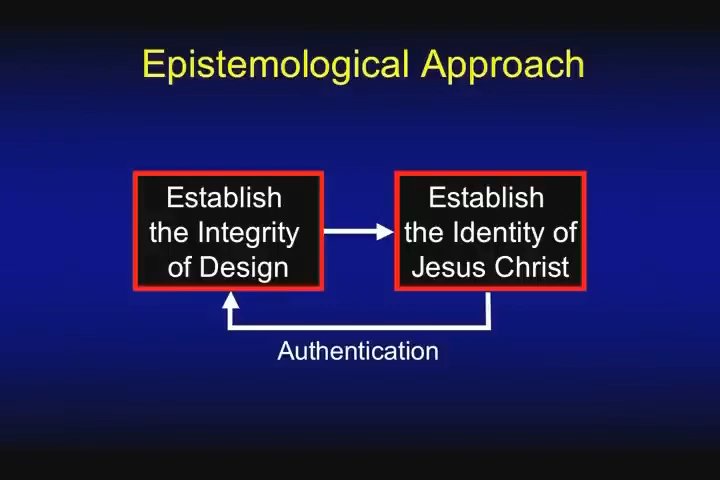 Epistemological Approach
Establish
the Integrity
of Design
Establish
the Identity of
Jesus Christ
Authentication